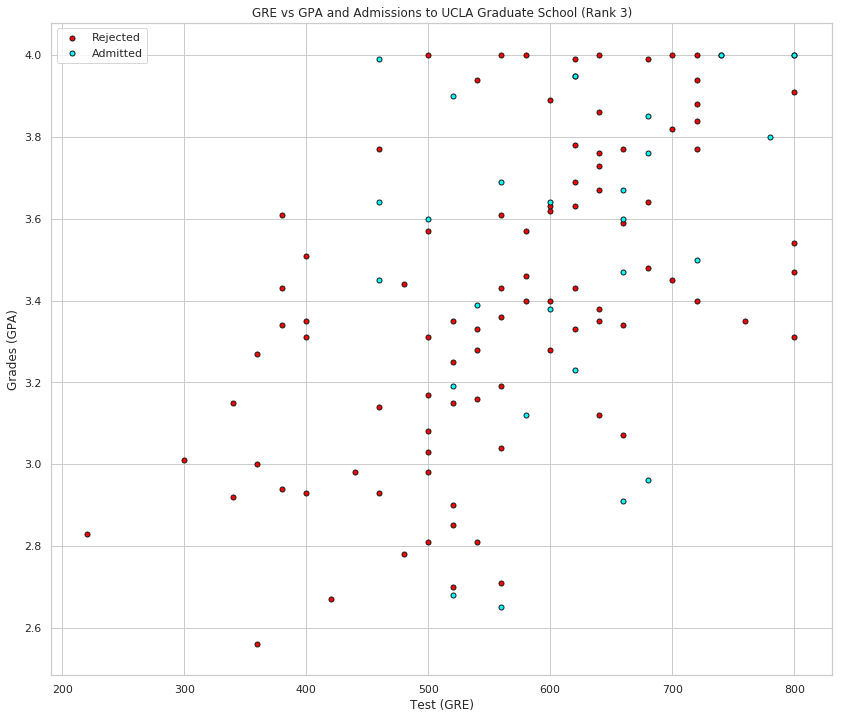 GRE vs GPA and Admissions to UCLA Graduate School (Rank 3)
Rejected
Admitted
4.0
3.8
3.6
3.4
3.2
3.0
2.8
2.6
Grades (GPA)
200 300 400 500 600 700 800
Test (GRE)